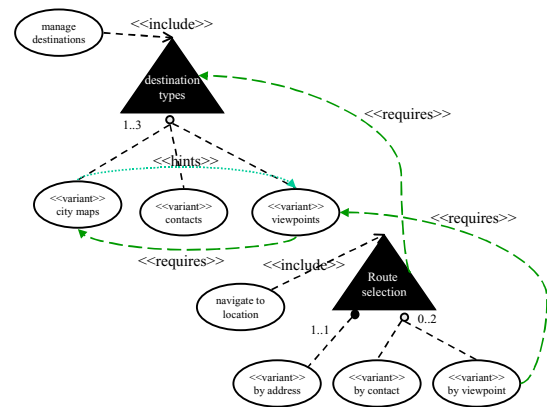 <<include>>
manage
destinations
destination
types
<<requires>>
1..3
<<hints>>
<<variant>>
city maps
<<variant>>
contacts
<<variant>>
viewpoints
<<requires>>
<<requires>>
<<include>>
Route
selection
navigate to
location
1..1
0..2
<<variant>>
by address
<<variant>>
by contact
<<variant>>
by viewpoint